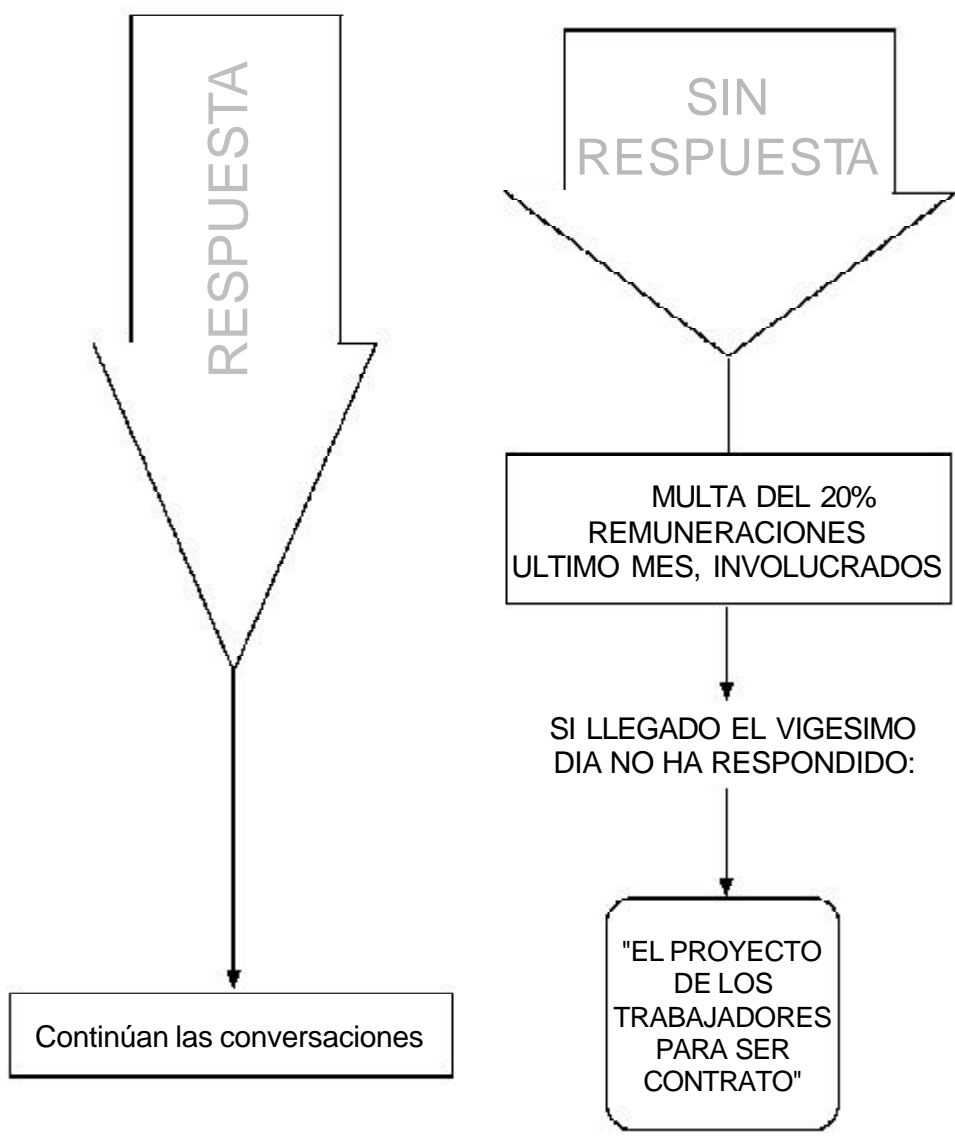 RESPUESTA
SIN
RESPUESTA
MULTA DEL 20%
REMUNERACIONES
ULTIMO MES, INVOLUCRADOS
SI LLEGADO EL VIGESIMO
DIA NO HA RESPONDIDO:
"EL PROYECTO
DE LOS
TRABAJADORES
PARA SER
CONTRATO"
Continúan las conversaciones